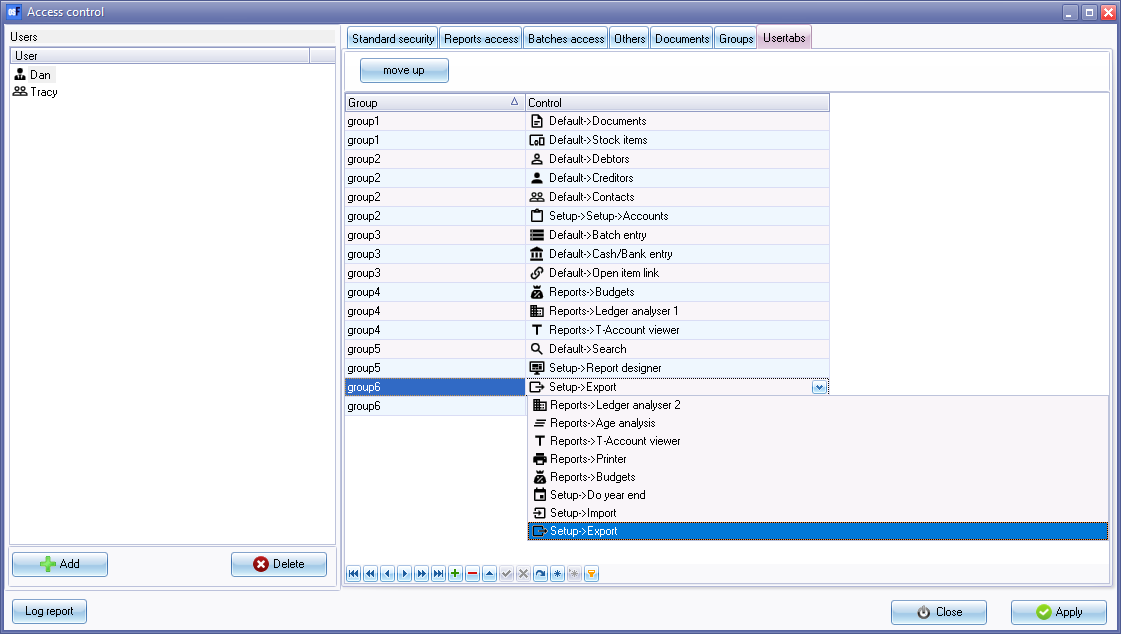 Access control
Users
User
Dan
Tracy
Add
Delete
Standard security
Reports access
Batches access
Others
Documents
Groups
Usertabs
move up
Group Control
group1 Default->Documents
group1 Default->Stock items
group2 Default->Debtors
group2 Default->Creditors
group2 Default->Contacts
group2 Setup->Setup->Accounts
group3 Default->Batch entry
group3 Default->Cash/Bank entry
group3 Default->Open item link
group4 Reports->Budgets
group4 Reports->Ledger analyser 1
group4 Reports->T-Account viewer
group5 Default->Search
group5 Setup->Report designer
group6 Setup->Export
group6
Reports->Ledger analyser 2
Reports->Age analysis
Reports->T-Account viewer
Reports->Printer
Reports->Budgets
Setup->Do year end
Setup->Import
Setup->Export
Log report
Close
Apply